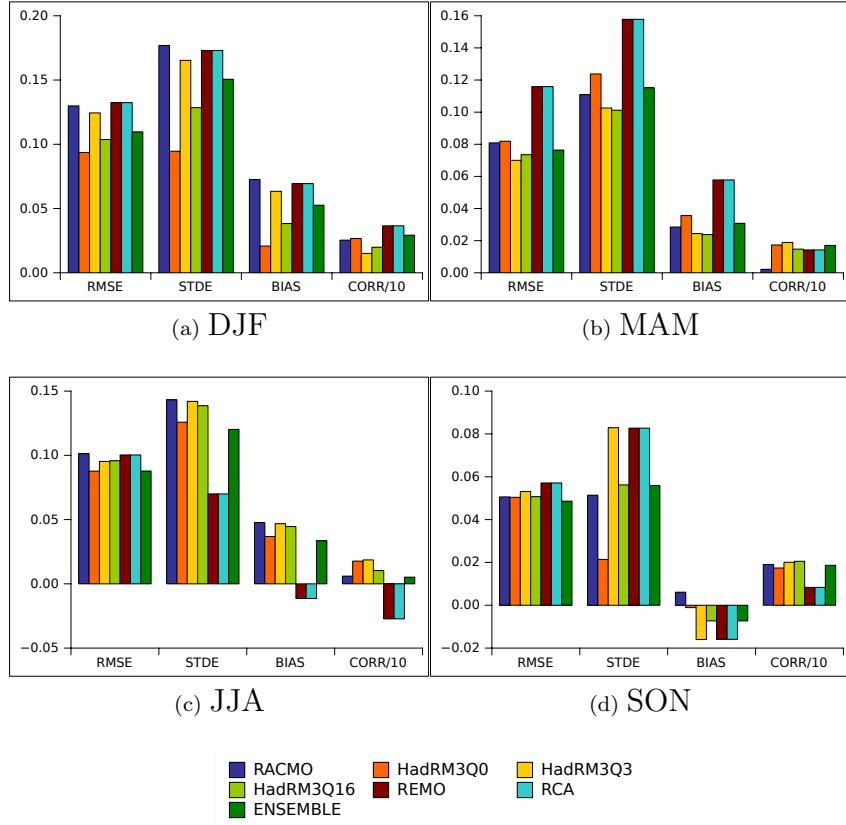 0.20
0.15
0.10
0.05
0.00
RMSE STDE BIAS CORR/10
(a) DJF
0.16
0.14
0.12
0.10
0.08
0.06
0.04
0.02
0.00
RMSE STDE BIAS CORR/10
(b) MAM
0.15
0.10
0.05
0.00
−0.05
RMSE STDE BIAS CORR/10
(c) JJA
0.10
0.08
0.06
0.04
0.02
0.00
−0.02
RMSE STDE BIAS CORR/10
(d) SON
RACMO HadRM3Q0 HadRM3Q3
HadRM3Q16 REMO RCA
ENSEMBLE